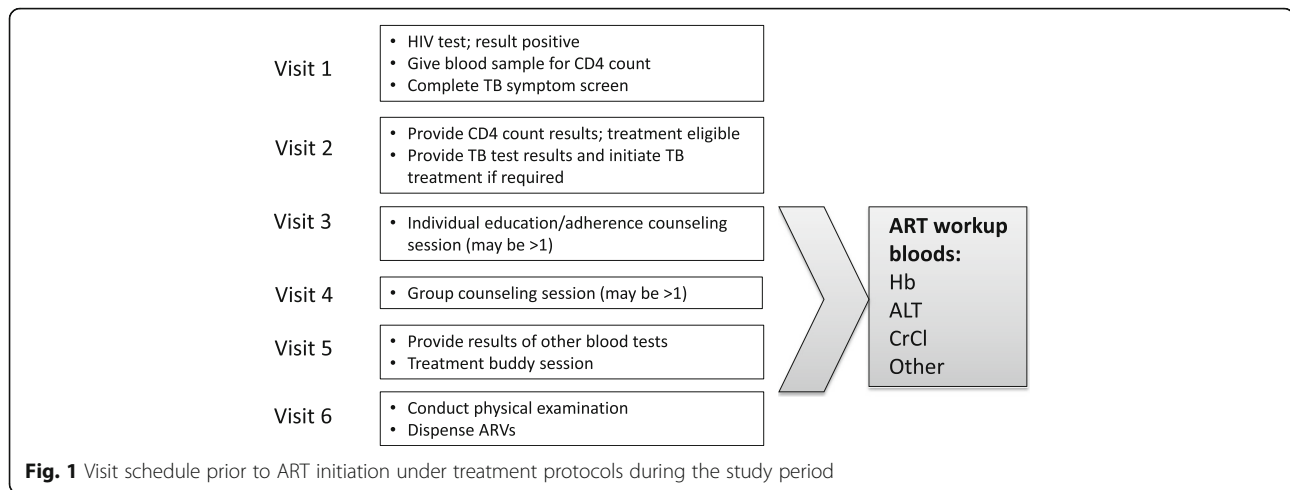 Visit 1
• HIV test; result positive
• Give blood sample for CD4 count
• Complete TB symptom screen
Visit 2
• Provide CD4 count results; treatment eligible
• Provide TB test results and initiate TB
treatment if required
Visit 3
• Individual education/adherence counseling
session (may be >1)
Visit 4
• Group counseling session (may be >1)
Visit 5
• Provide results of other blood tests
• Treatment buddy session
Visit 6
• Conduct physical examination
• Dispense ARVs
ART workup
bloods:
Hb
ALT
CrCl
Other
Fig. 1 Visit schedule prior to ART initiation under treatment protocols during the study period